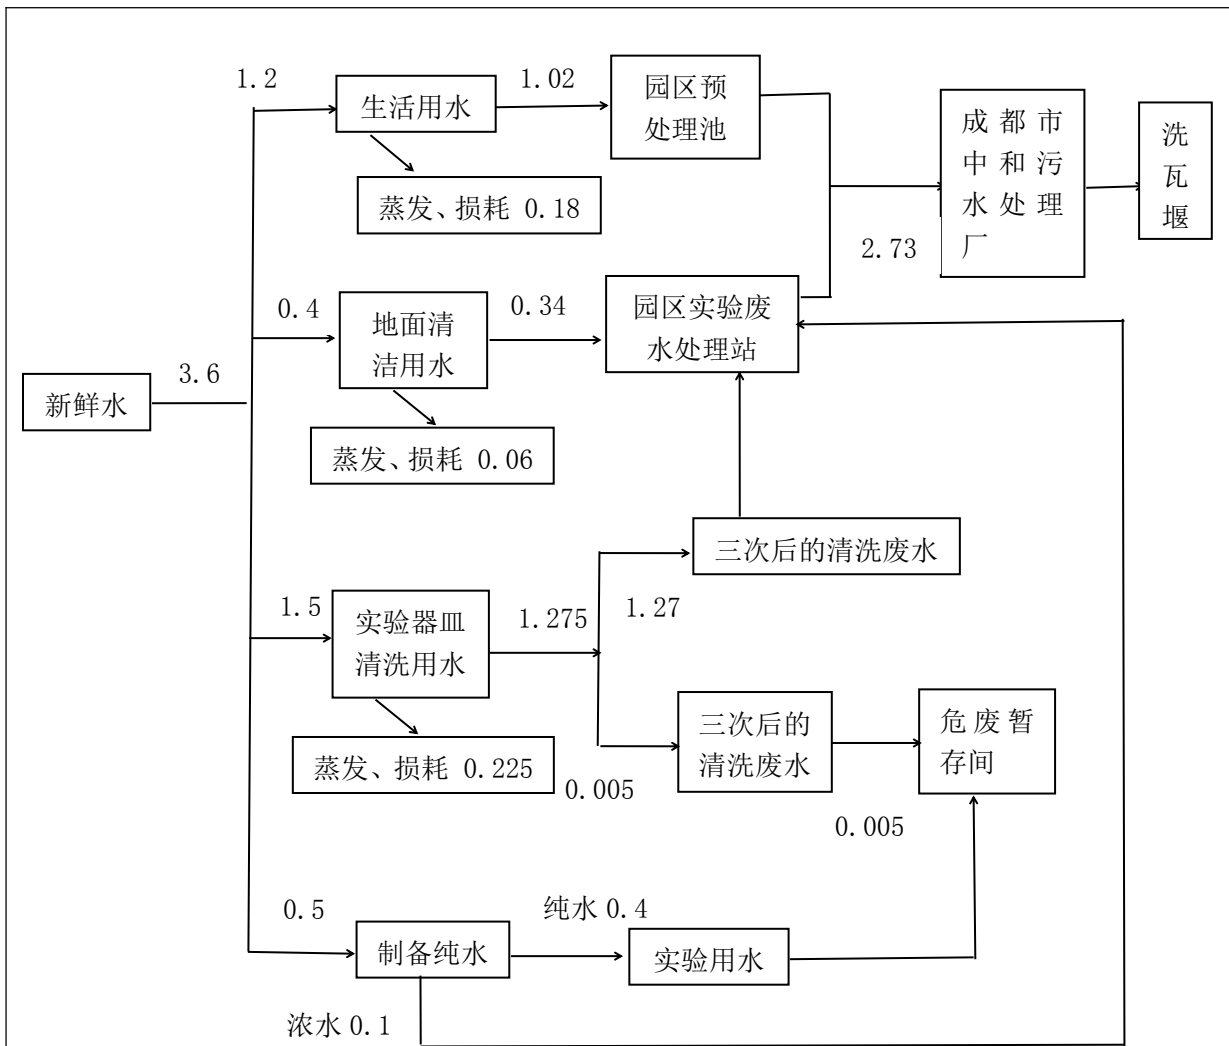 1.2
生活用水
1.02
园区预
处理池
成都市
中和污
水处理
厂
洗
瓦
堰
蒸发、损耗 0.18
2.73
0.4
地面清
洁用水
0.34
园区实验废
水处理站
新鲜水
3.6
蒸发、损耗 0.06
三次后的清洗废水
1.5
实验器皿
清洗用水
1.275
1.27
蒸发、损耗 0.225
0.005
三次后的
清洗废水
危废暂
存间
0.005
0.5
制备纯水
纯水 0.4
实验用水
浓水 0.1